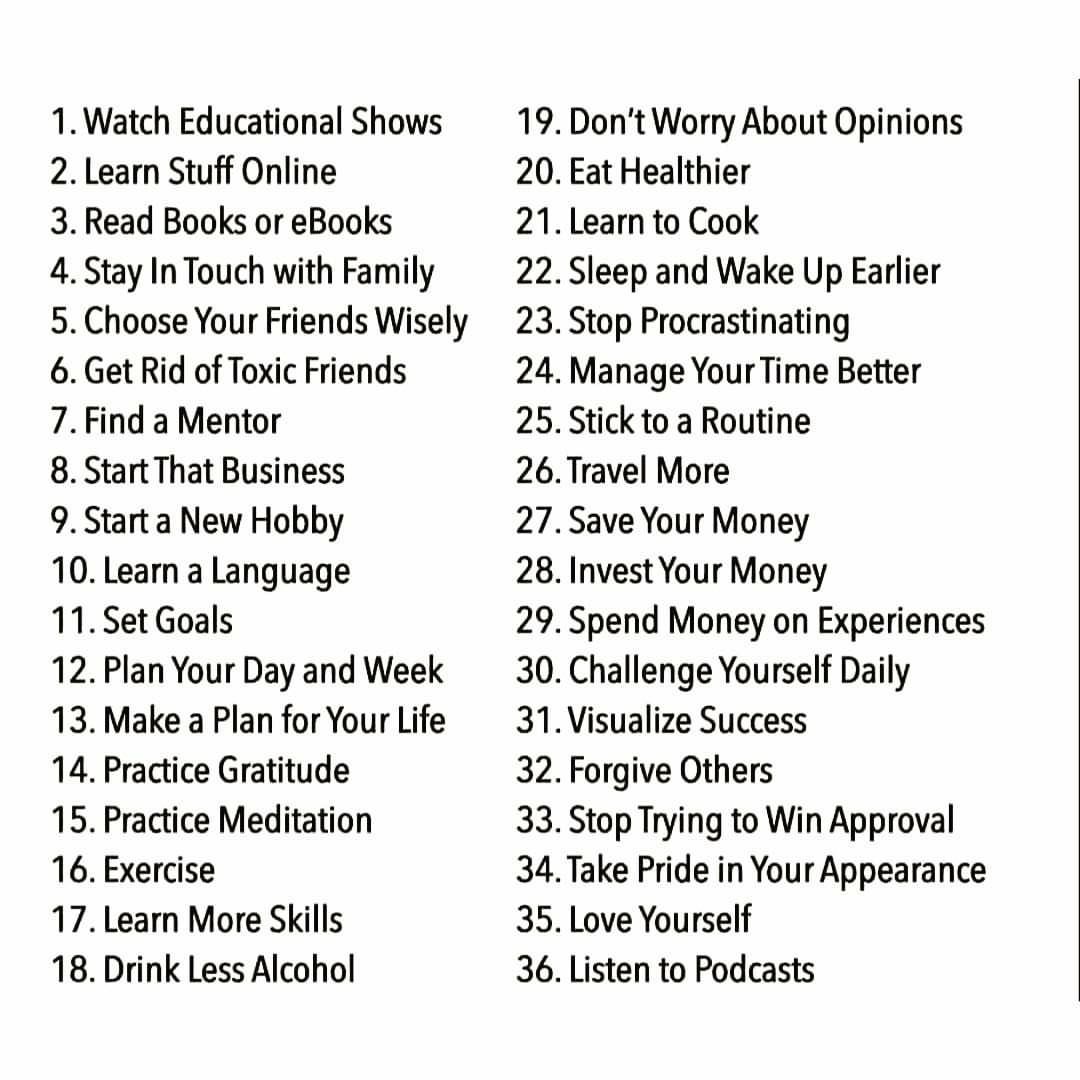 1. Watch Educational Shows
2. Learn Stuff Online
3. Read Books or eBooks
4. Stay In Touch with Family
5. Choose Your Friends Wisely
6. Get Rid of Toxic Friends
7. Find a Mentor
8. Start That Business
9. Start a New Hobby
10. Learn a Language
11. Set Goals
12. Plan Your Day and Week
13. Make a Plan for Your Life
14. Practice Gratitude
15. Practice Meditation
16. Exercise
17. Learn More Skills
18. Drink Less Alcohol
19. Don't Worry About Opinions
20. Eat Healthier
21. Learn to Cook
22. Sleep and Wake Up Earlier
23. Stop Procrastinating
24. Manage Your Time Better
25. Stick to a Routine
26. Travel More
27. Save Your Money
28. Invest Your Money
29. Spend Money on Experiences
30. Challenge Yourself Daily
31. Visualize Success
32. Forgive Others
33. Stop Trying to Win Approval
34. Take Pride in Your Appearance
35. Love Yourself
36. Listen to Podcasts